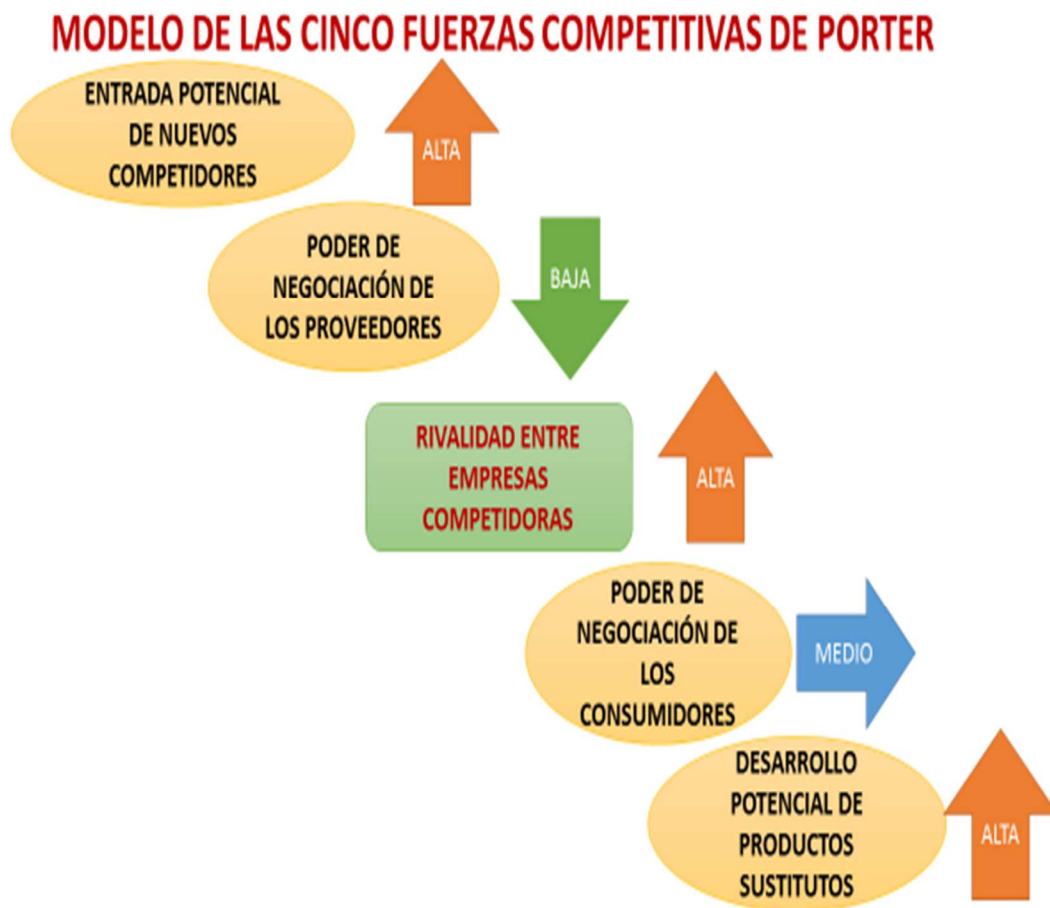 MODELO DE LAS CINCO FUERZAS COMPETITIVAS DE PORTER
ENTRADA POTENCIAL
DE NUEVOS
COMPETIDORES
ALTA
PODER DE
NEGOCIACIÓN DE
LOS PROVEEDORES
BAJA
RIVALIDAD ENTRE
EMPRESAS
COMPETIDORAS
ALTA
PODER DE
NEGOCIACIÓN DE
LOS
CONSUMIDORES
MEDIO
DESARROLLO
POTENCIAL DE
PRODUCTOS
SUSTITUTOS
ALTA